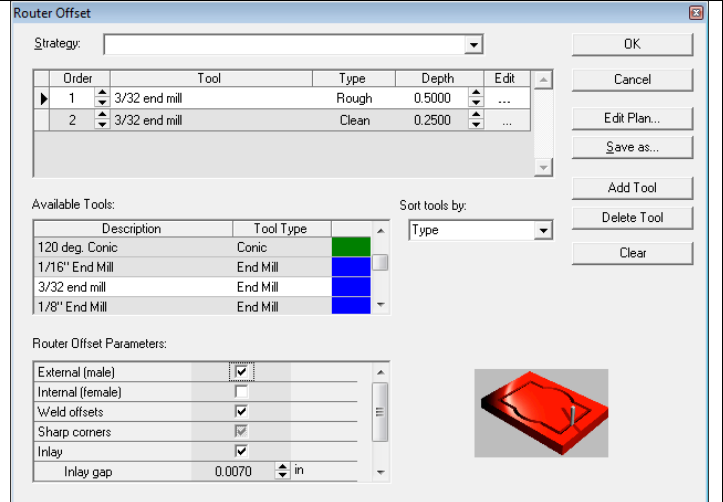 Router Offset
Strategy:
OK
Order Tool Type Depth Edit
Cancel
1 3/32 end mill Rough 0.5000 ...
2 3/32 end mill Clean 0.2500 ...
Edit Plan...
Save as...
Add Tool
Available Tools:
Sort tools by:
Delete Tool
Description Tool Type
Type
120 deg. Conic Conic
Clear
1/16" End Mill End Mill
3/32 end mill End Mill
1/8" End Mill End Mill
Router Offset Parameters:
External (male)
Internal (female)
Weld offsets
Sharp corners
Inlay
Inlay gap 0.0070 in